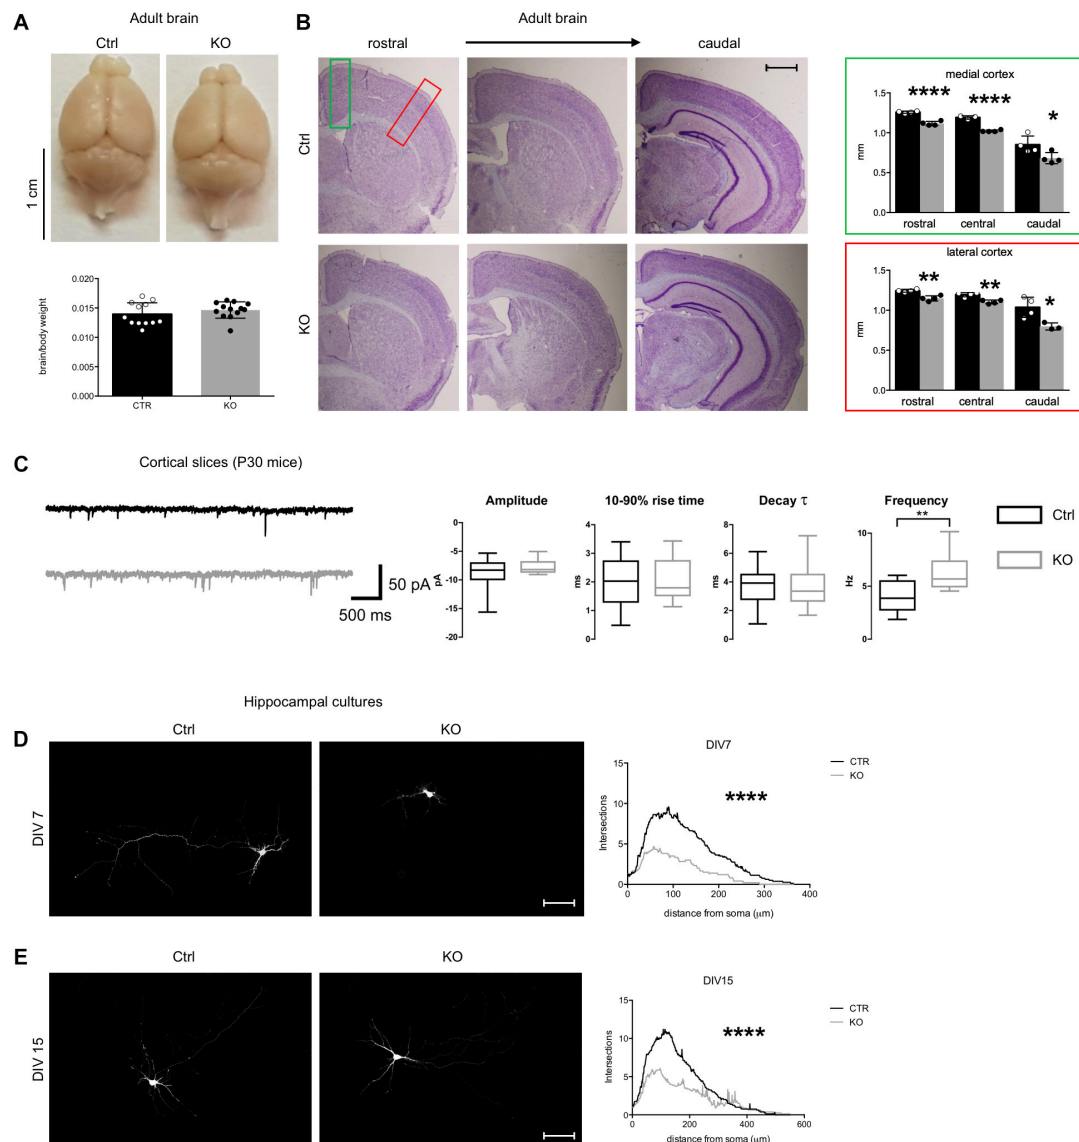 A
Adult brain
Ctrl
KO
1 cm
brain/body weight
0.020
0.015
0.010
0.005
0.000
CTR
KO
B
Adult brain
rostral
caudal
Ctrl
KO
medial cortex
mm
1.5
1.0
0.5
0.0
****
****
*
rostral
central
caudal
lateral cortex
mm
1.5
1.0
0.5
0.0
**
**
*
rostral
central
caudal
C
Cortical slices (P30 mice)
50 pA
500 ms
Amplitude
pA
0
-5
-10
-15
-20
10-90% rise time
ms
4
3
2
1
0
Decay τ
ms
8
6
4
2
0
Frequency
**
Hz
10
5
0
Ctrl
KO
Hippocampal cultures
D
Ctrl
KO
DIV 7
DIV7
CTR
KO
****
Intersections
15
10
5
0
0
100
200
300
400
distance from soma (μm)
E
Ctrl
KO
DIV 15
DIV15
CTR
KO
****
Intersections
15
10
5
0
0
200
400
600
distance from soma (μm)